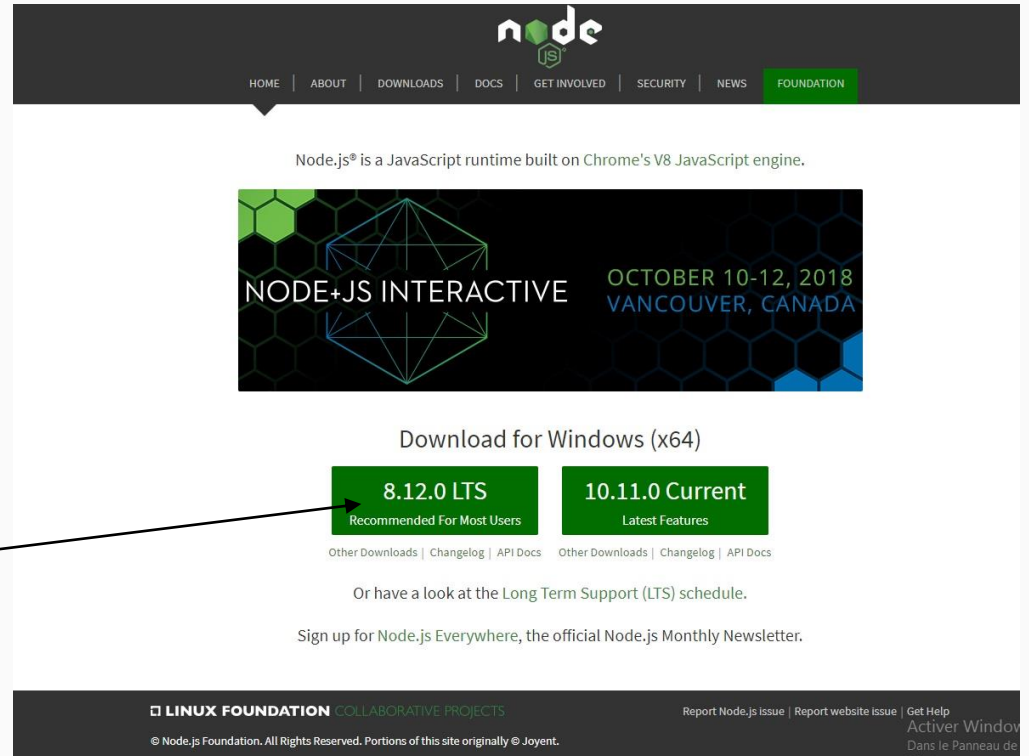 node
JS
HOME | ABOUT | DOWNLOADS | DOCS | GET INVOLVED | SECURITY | NEWS FOUNDATION
Node.js® is a JavaScript runtime built on Chrome's V8 JavaScript engine.
NODE+JS INTERACTIVE
OCTOBER 10-12, 2018
VANCOUVER, CANADA
Download for Windows (x64)
8.12.0 LTS
Recommended For Most Users
10.11.0 Current
Latest Features
Other Downloads | Changelog | API Docs
Other Downloads | Changelog | API Docs
Or have a look at the Long Term Support (LTS) schedule.
Sign up for Node.js Everywhere, the official Node.js Monthly Newsletter.
LINUX FOUNDATION COLLABORATIVE PROJECTS
Report Node.js issue | Report website issue | Get Help
© Node.js Foundation. All Rights Reserved. Portions of this site originally © Joyent.
Activer Window
Dans le Panneau de